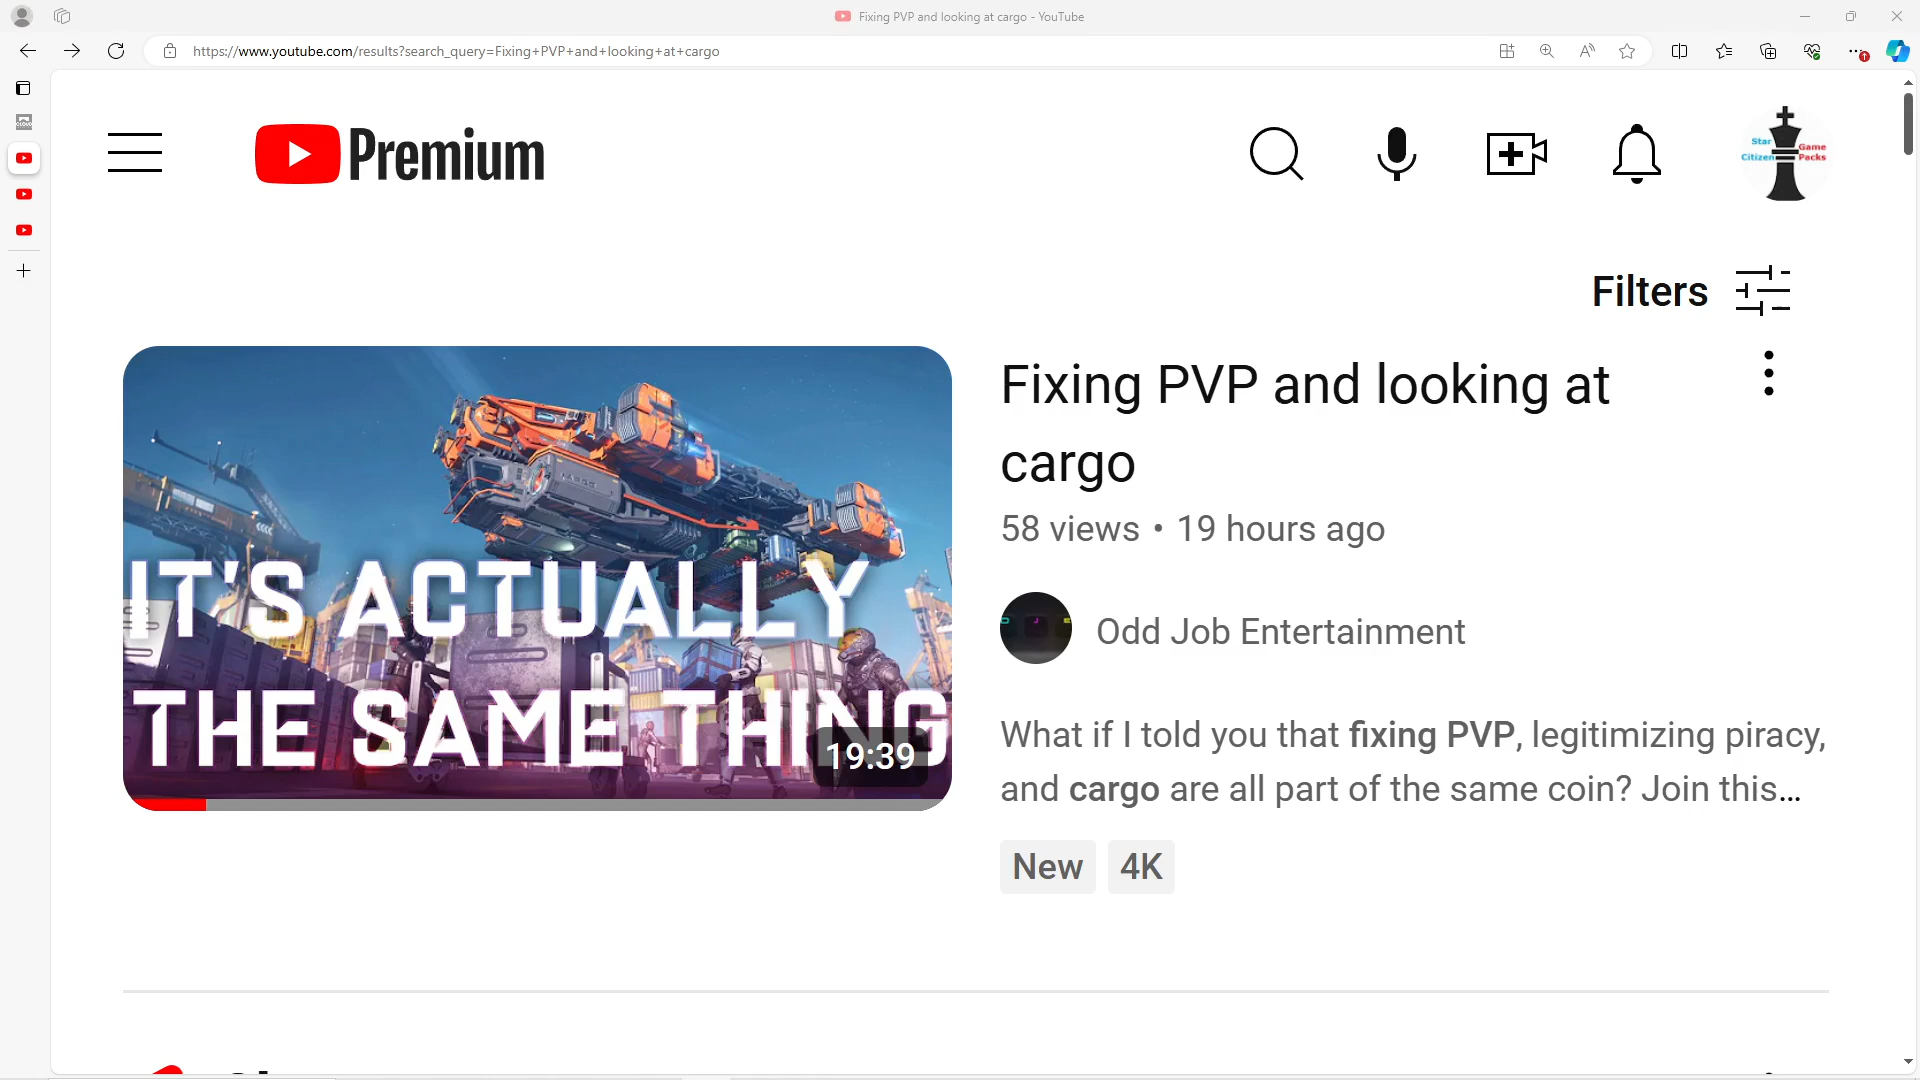 Fixing PVP and looking at cargo - YouTube
https://www.youtube.com/results?search_query=Fixing+PVP+and+looking+at+cargo
Premium
Star
Citizen
Game
Packs
Filters
IT'S ACTUALLY
THE SAME THING
19:39
Fixing PVP and looking at
cargo
58 views • 19 hours ago
Odd Job Entertainment
What if I told you that fixing PVP, legitimizing piracy,
and cargo are all part of the same coin? Join this...
New
4K